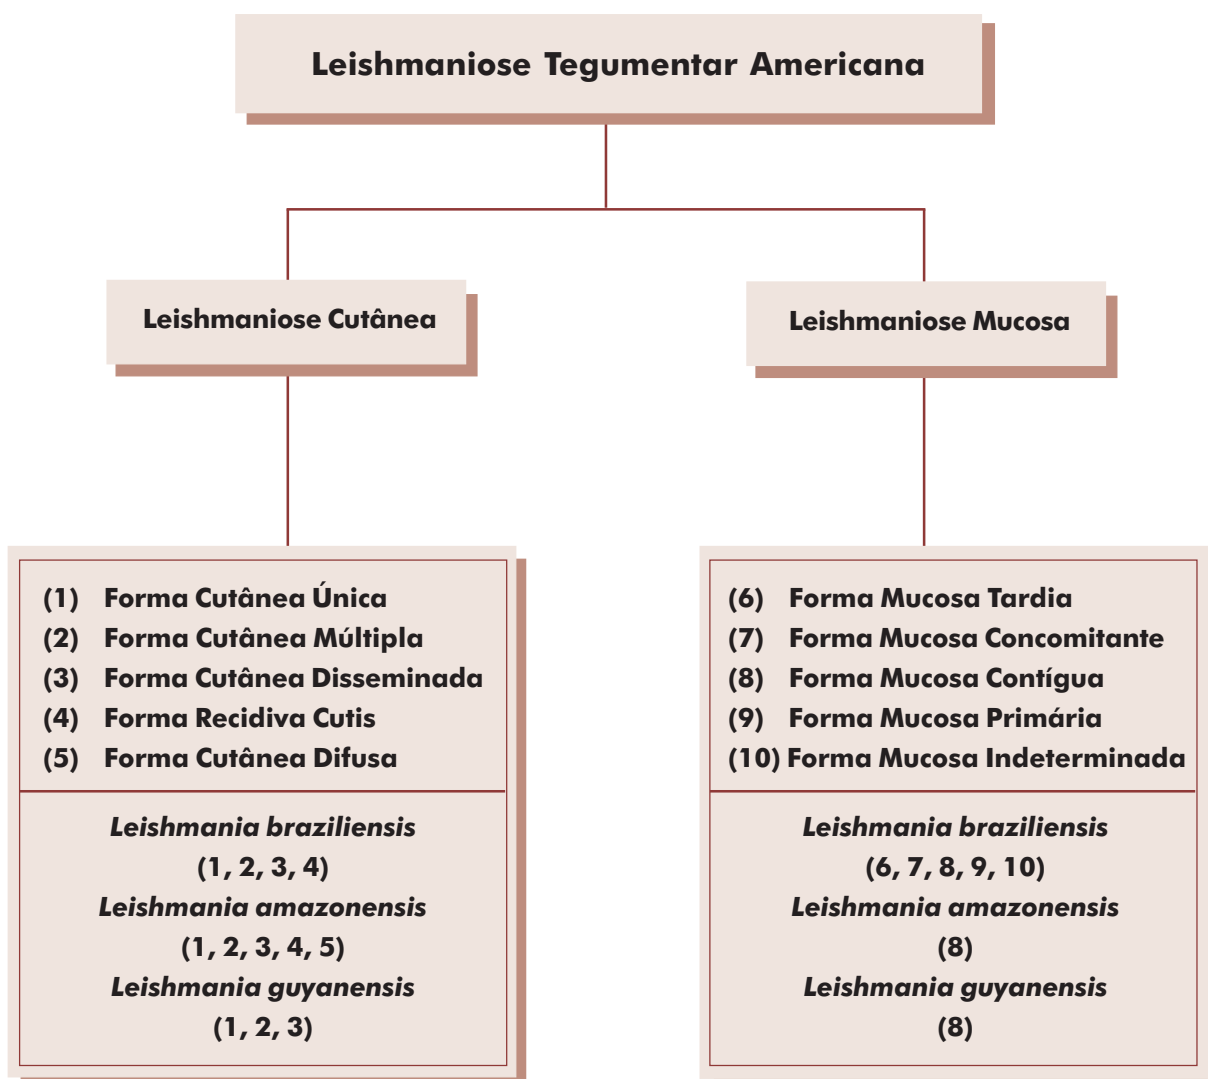 Leishmaniose Tegumentar Americana
Leishmaniose Cutânea
Leishmaniose Mucosa
(1) Forma Cutânea Única
(2) Forma Cutânea Múltipla
(3) Forma Cutânea Disseminada
(4) Forma Recidiva Cutis
(5) Forma Cutânea Difusa
Leishmania braziliensis
(1, 2, 3, 4)
Leishmania amazonensis
(1, 2, 3, 4, 5)
Leishmania guyanensis
(1, 2, 3)
(6) Forma Mucosa Tardia
(7) Forma Mucosa Concomitante
(8) Forma Mucosa Contígua
(9) Forma Mucosa Primária
(10) Forma Mucosa Indeterminada
Leishmania braziliensis
(6, 7, 8, 9, 10)
Leishmania amazonensis
(8)
Leishmania guyanensis
(8)